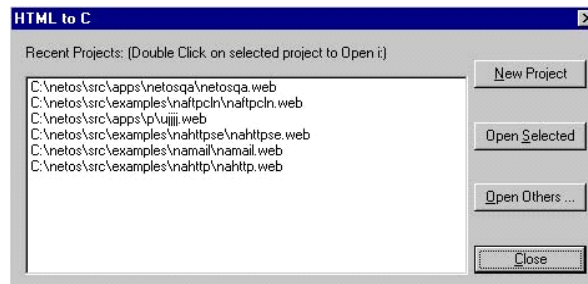 HTML to C
Recent Projects: (Double Click on selected project to Open i:)
New Project
C:\netos\src\apps\netosqa\netosqa.web
C:\netos\src\examples\naftpcln\naftpcln.web
C:\netos\src\apps\p\ujjjj.web
C:\netos\src\examples\nahttpse\nahttpse.web
C:\netos\src\examples\namail\namail.web
C:\netos\src\examples\nahttp\nahttp.web
Open Selected
Open Others ...
Close